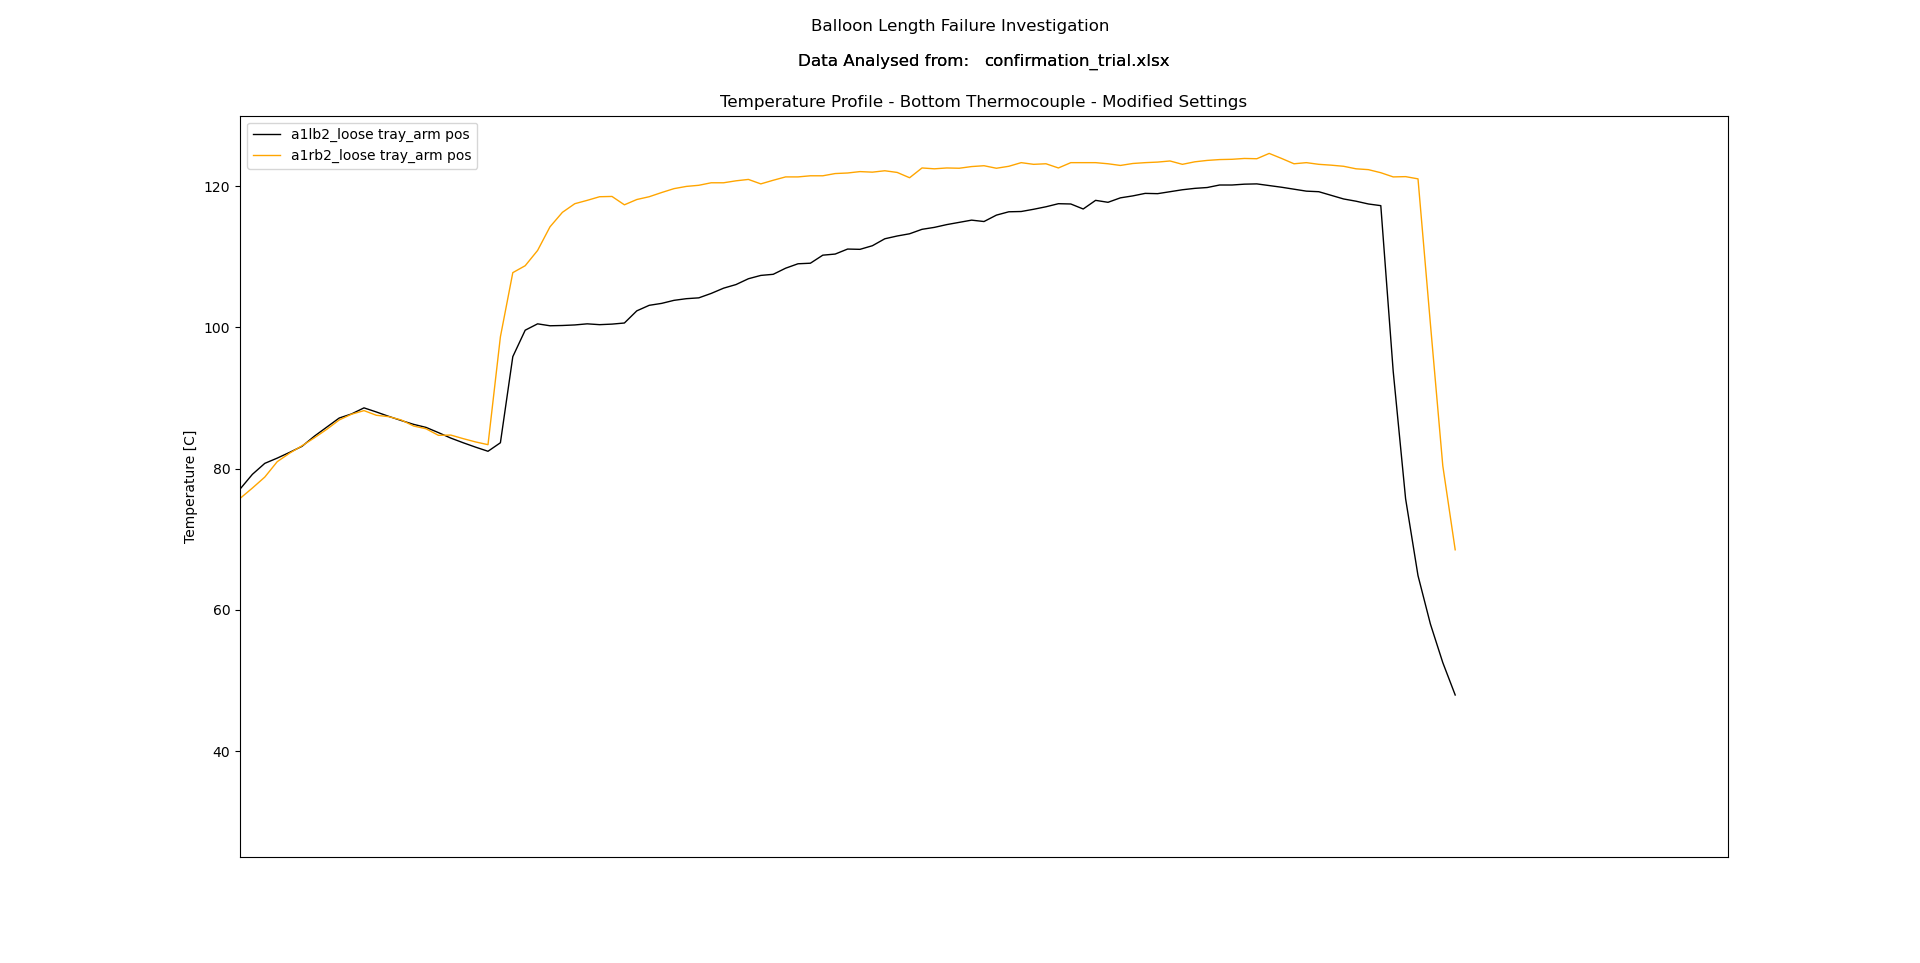 Balloon Length Failure Investigation
Data Analysed from:   confirmation_trial.xlsx
Temperature Profile - Bottom Thermocouple - Modified Settings
a1lb2_loose tray_arm pos
a1rb2_loose tray_arm pos
120
100
80
60
40
Temperature [C]